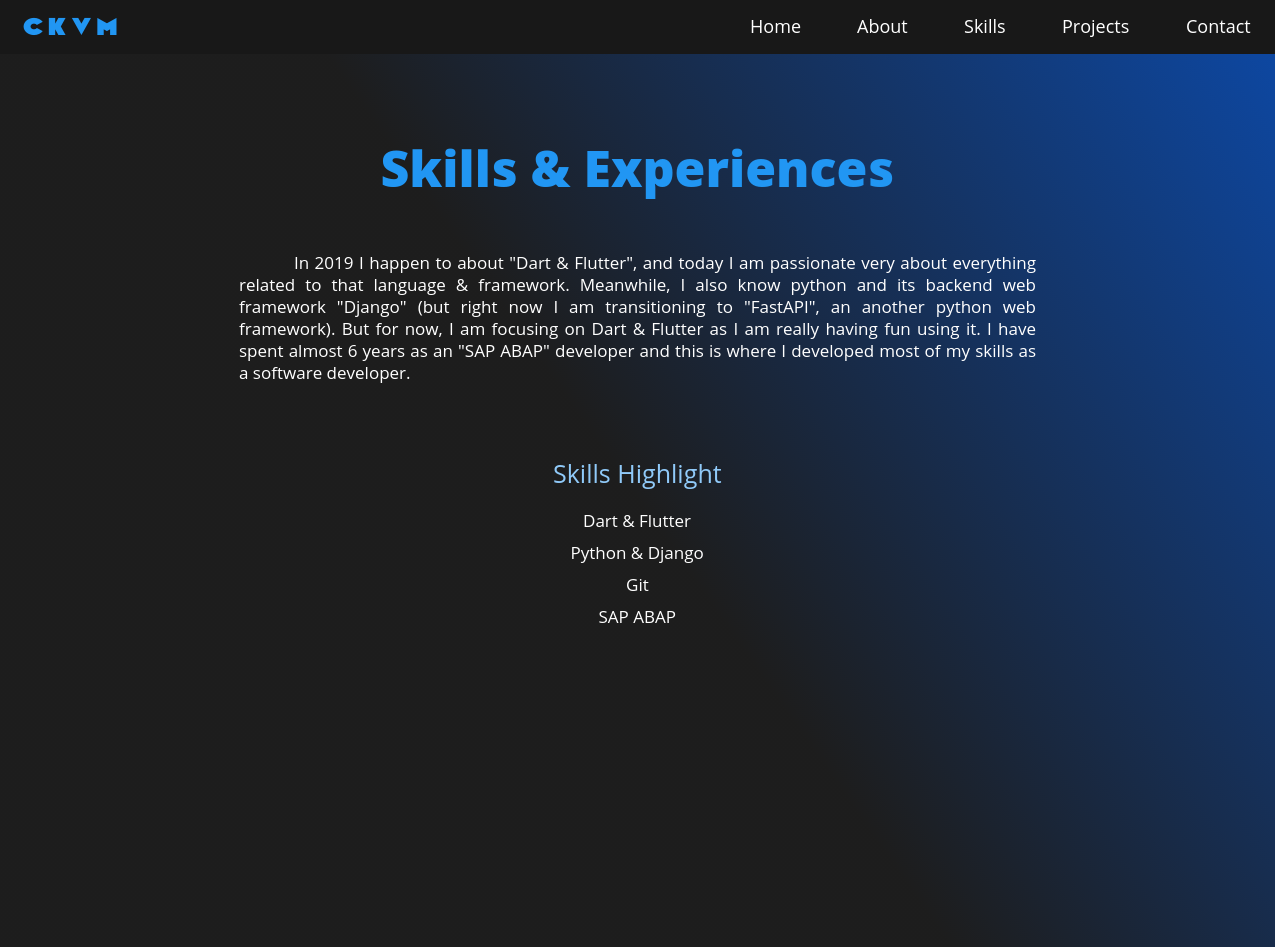 CKVM
Home About Skills Projects Contact
Skills & Experiences
In 2019 I happen to about "Dart & Flutter", and today I am passionate very about everything
related to that language & framework. Meanwhile, I also know python and its backend web
framework "Django" (but right now I am transitioning to "FastAPI", an another python web
framework). But for now, I am focusing on Dart & Flutter as I am really having fun using it. I have
spent almost 6 years as an "SAP ABAP" developer and this is where I developed most of my skills as
a software developer.
Skills Highlight
Dart & Flutter
Python & Django
Git
SAP ABAP